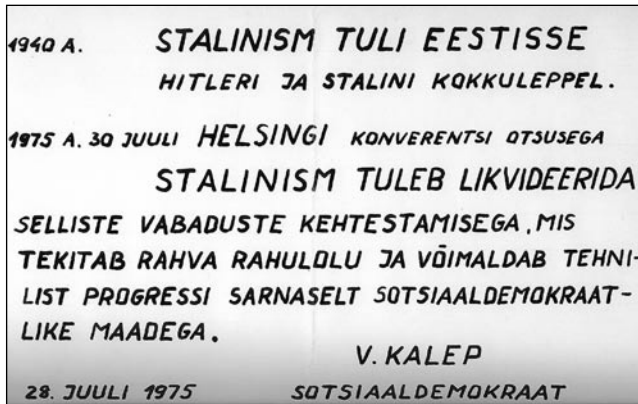 1940 A. STALINISM TULI EESTISSE
HITLERI JA STALINI KOKKULEPPEL.
1975 A. 30 JUULI HELSINGI KONVERENTSI OTSUSEGA
STALINISM TULEB LIKVIDEERIDA
SELLISTE VABADUSTE KEHTESTAMISEGA, MIS
TEKITAB RAHVA RAHULOLU JA VÕIMALDAB TEHNI-
LIST PROGRESSI SARNASELT SOTSIAALDEMOKRAAT-
LIKE MAADEGA.
V. KALEP
28. JUULI 1975 SOTSIAALDEMOKRAAT